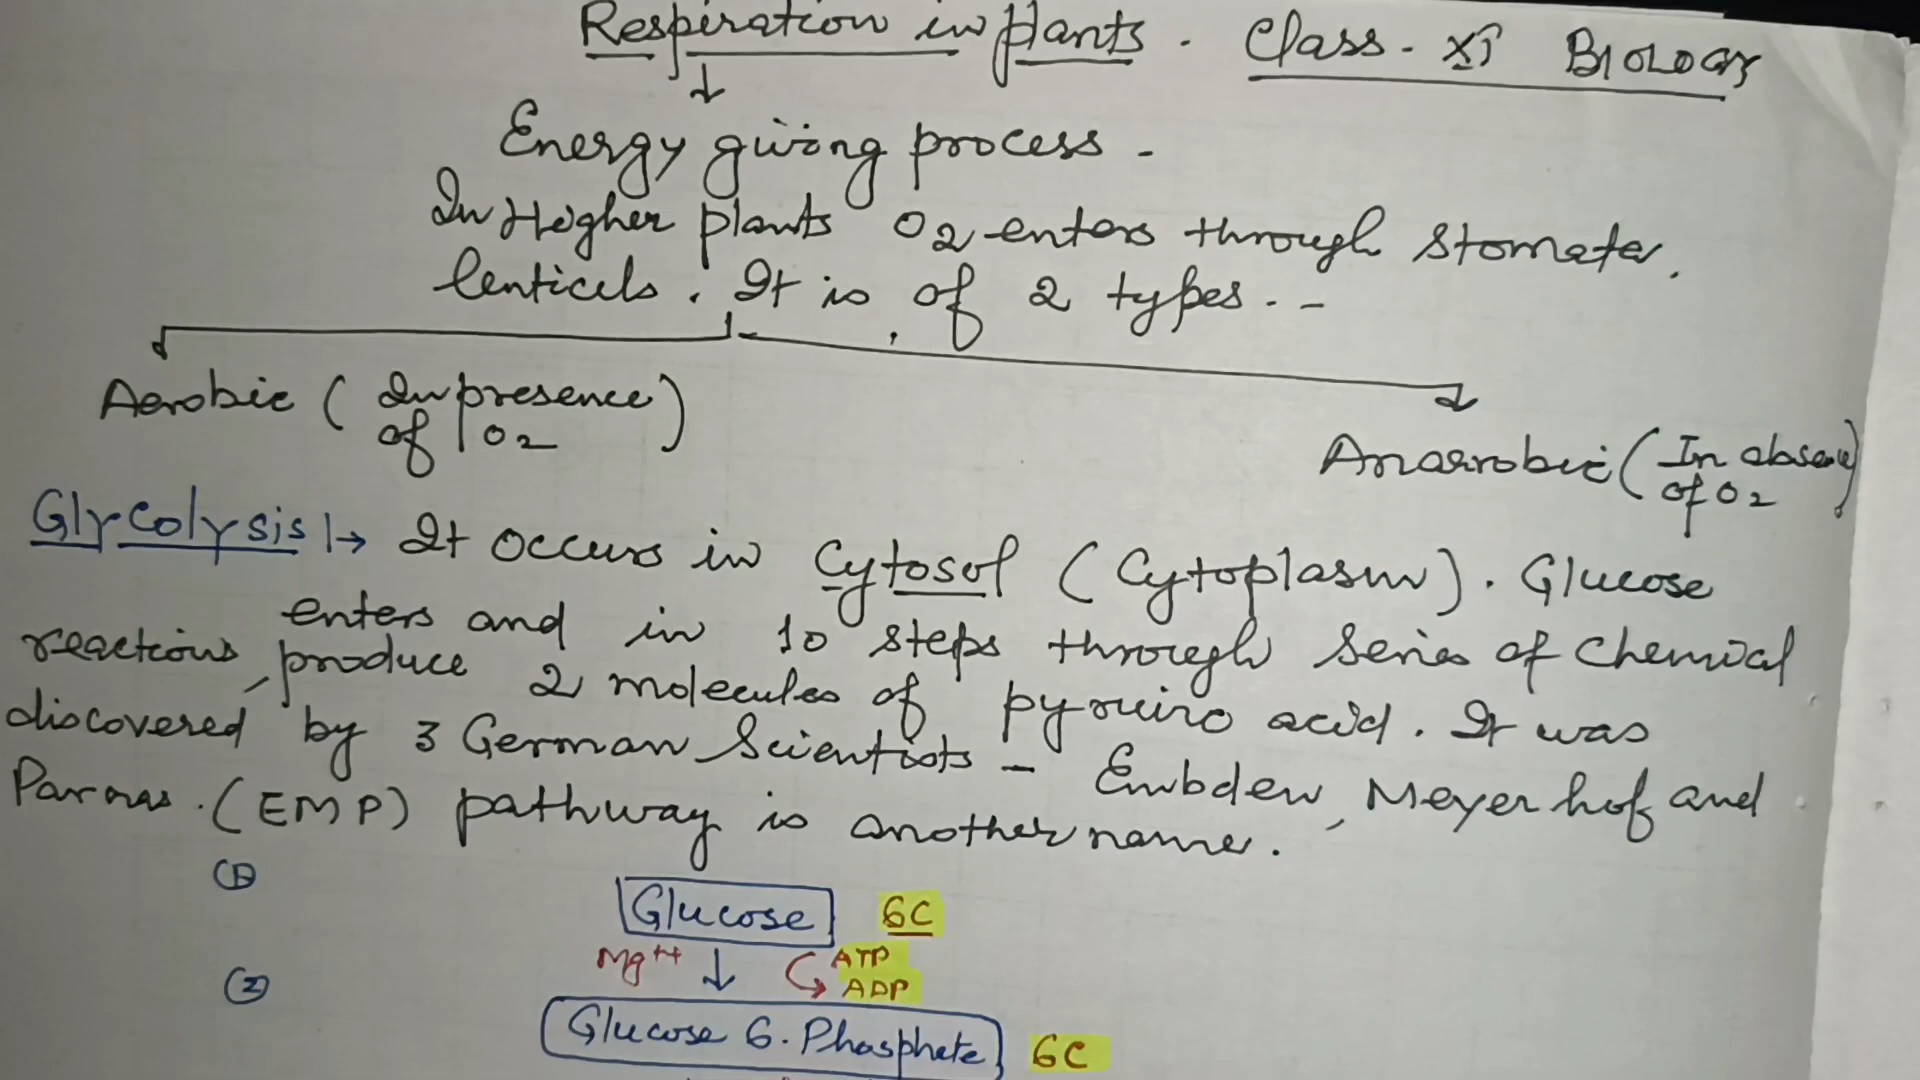 Respiration in Plants. Class-XI Biology
Energy giving process-
In Higher plants O2 enters through Stomata,
lenticels. It is of 2 types.-
Aerobic (In presence of O2)
Anaerobic (In absence of O2)
Glycolysis |→ It occurs in Cytosol (Cytoplasm). Glucose
enters and in 10 steps through series of chemical
reactions, produce 2 molecules of pyruvic acid. It was
discovered by 3 German Scientists - Embden, Meyerhof and
Parnas. (EMP) pathway is another name.
① Glucose 6C
Mg++ ATP
ADP
② Glucose 6. Phosphate 6C